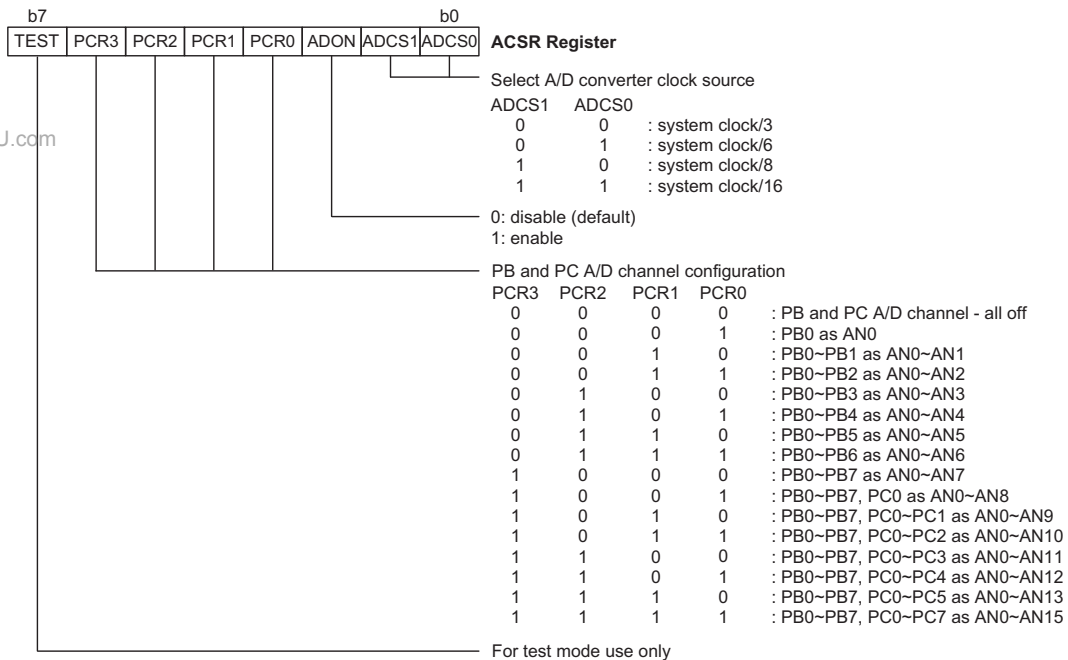 b7 b0
TEST PCR3 PCR2 PCR1 PCR0 ADON ADCS1 ADCS0 ACSR Register
Select A/D converter clock source
ADCS1 ADCS0
0 0 : system clock/3
U.com
0 1 : system clock/6
1 0 : system clock/8
1 1 : system clock/16
0: disable (default)
1: enable
PB and PC A/D channel configuration
PCR3 PCR2 PCR1 PCR0
0 0 0 0 : PB and PC A/D channel - all off
0 0 0 1 : PB0 as AN0
0 0 1 0 : PB0~PB1 as AN0~AN1
0 0 1 1 : PB0~PB2 as AN0~AN2
0 1 0 0 : PB0~PB3 as AN0~AN3
0 1 0 1 : PB0~PB4 as AN0~AN4
0 1 1 0 : PB0~PB5 as AN0~AN5
0 1 1 1 : PB0~PB6 as AN0~AN6
1 0 0 0 : PB0~PB7 as AN0~AN7
1 0 0 1 : PB0~PB7, PC0 as AN0~AN8
1 0 1 0 : PB0~PB7, PC0~PC1 as AN0~AN9
1 0 1 1 : PB0~PB7, PC0~PC2 as AN0~AN10
1 1 0 0 : PB0~PB7, PC0~PC3 as AN0~AN11
1 1 0 1 : PB0~PB7, PC0~PC4 as AN0~AN12
1 1 1 0 : PB0~PB7, PC0~PC5 as AN0~AN13
1 1 1 1 : PB0~PB7, PC0~PC7 as AN0~AN15
For test mode use only